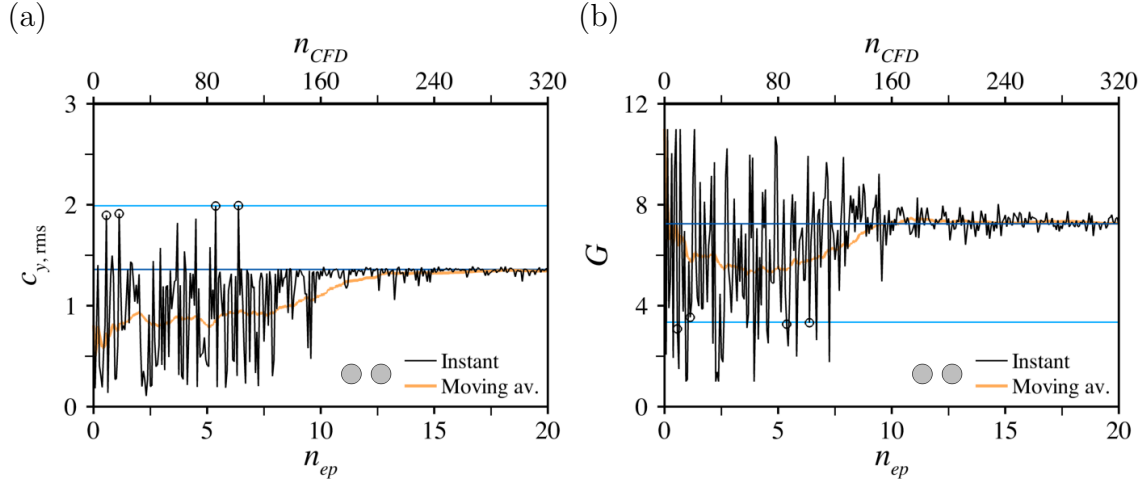 (a)
n_CFD
0 80 160 240 320
3
2
1
0
c_y,rms
Instant
Moving av.
0 5 10 15 20
n_ep
(b)
n_CFD
0 80 160 240 320
12
8
4
0
G
Instant
Moving av.
0 5 10 15 20
n_ep